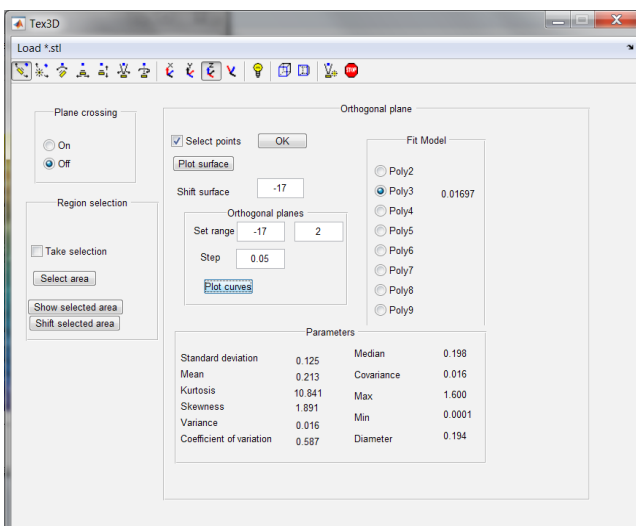 Tex3D
Load *.stl
STOP
Plane crossing
On
Off
Region selection
Take selection
Select area
Show selected area
Shift selected area
Orthogonal plane
Select points OK
Plot surface
Shift surface -17
Orthogonal planes
Set range -17 2
Step 0.05
Plot curves
Fit Model
Poly2
Poly3 0.01697
Poly4
Poly5
Poly6
Poly7
Poly8
Poly9
Parameters
Standard deviation 0.125
Mean 0.213
Kurtosis 10.841
Skewness 1.891
Variance 0.016
Coefficient of variation 0.587
Median 0.198
Covariance 0.016
Max 1.600
Min 0.0001
Diameter 0.194